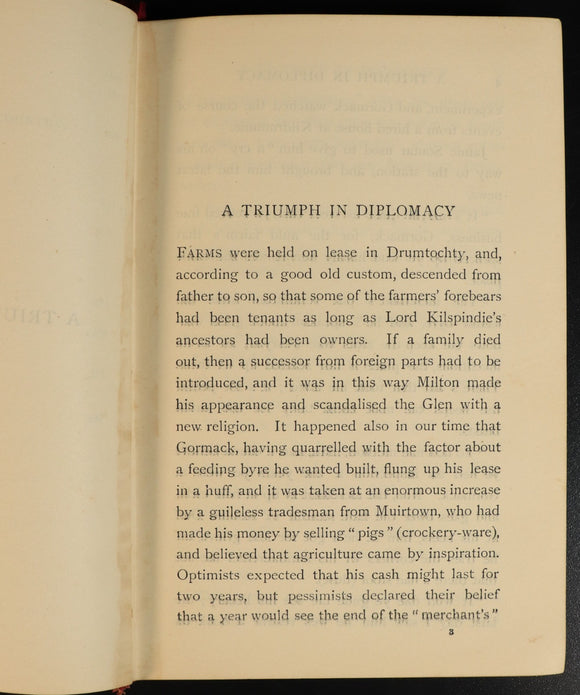 A TRIUMPH IN DIPLOMACY
FARMS were held on lease in Drumtochty, and,
according to a good old custom, descended from
father to son, so that some of the farmers' forebears
had been tenants as long as Lord Kilspindie's
ancestors had been owners. If a family died
out, then a successor from foreign parts had to be
introduced, and it was in this way Milton made
his appearance and scandalised the Glen with a
new religion. It happened also in our time that
Gormack, having quarrelled with the factor about
a feeding byre he wanted built, flung up his lease
in a huff, and it was taken at an enormous increase
by a guileless tradesman from Muirtown, who had
made his money by selling "pigs" (crockery-ware),
and believed that agriculture came by inspiration.
Optimists expected that his cash might last for
two years, but pessimists declared their belief
that a year would see the end of the "merchant's"
3